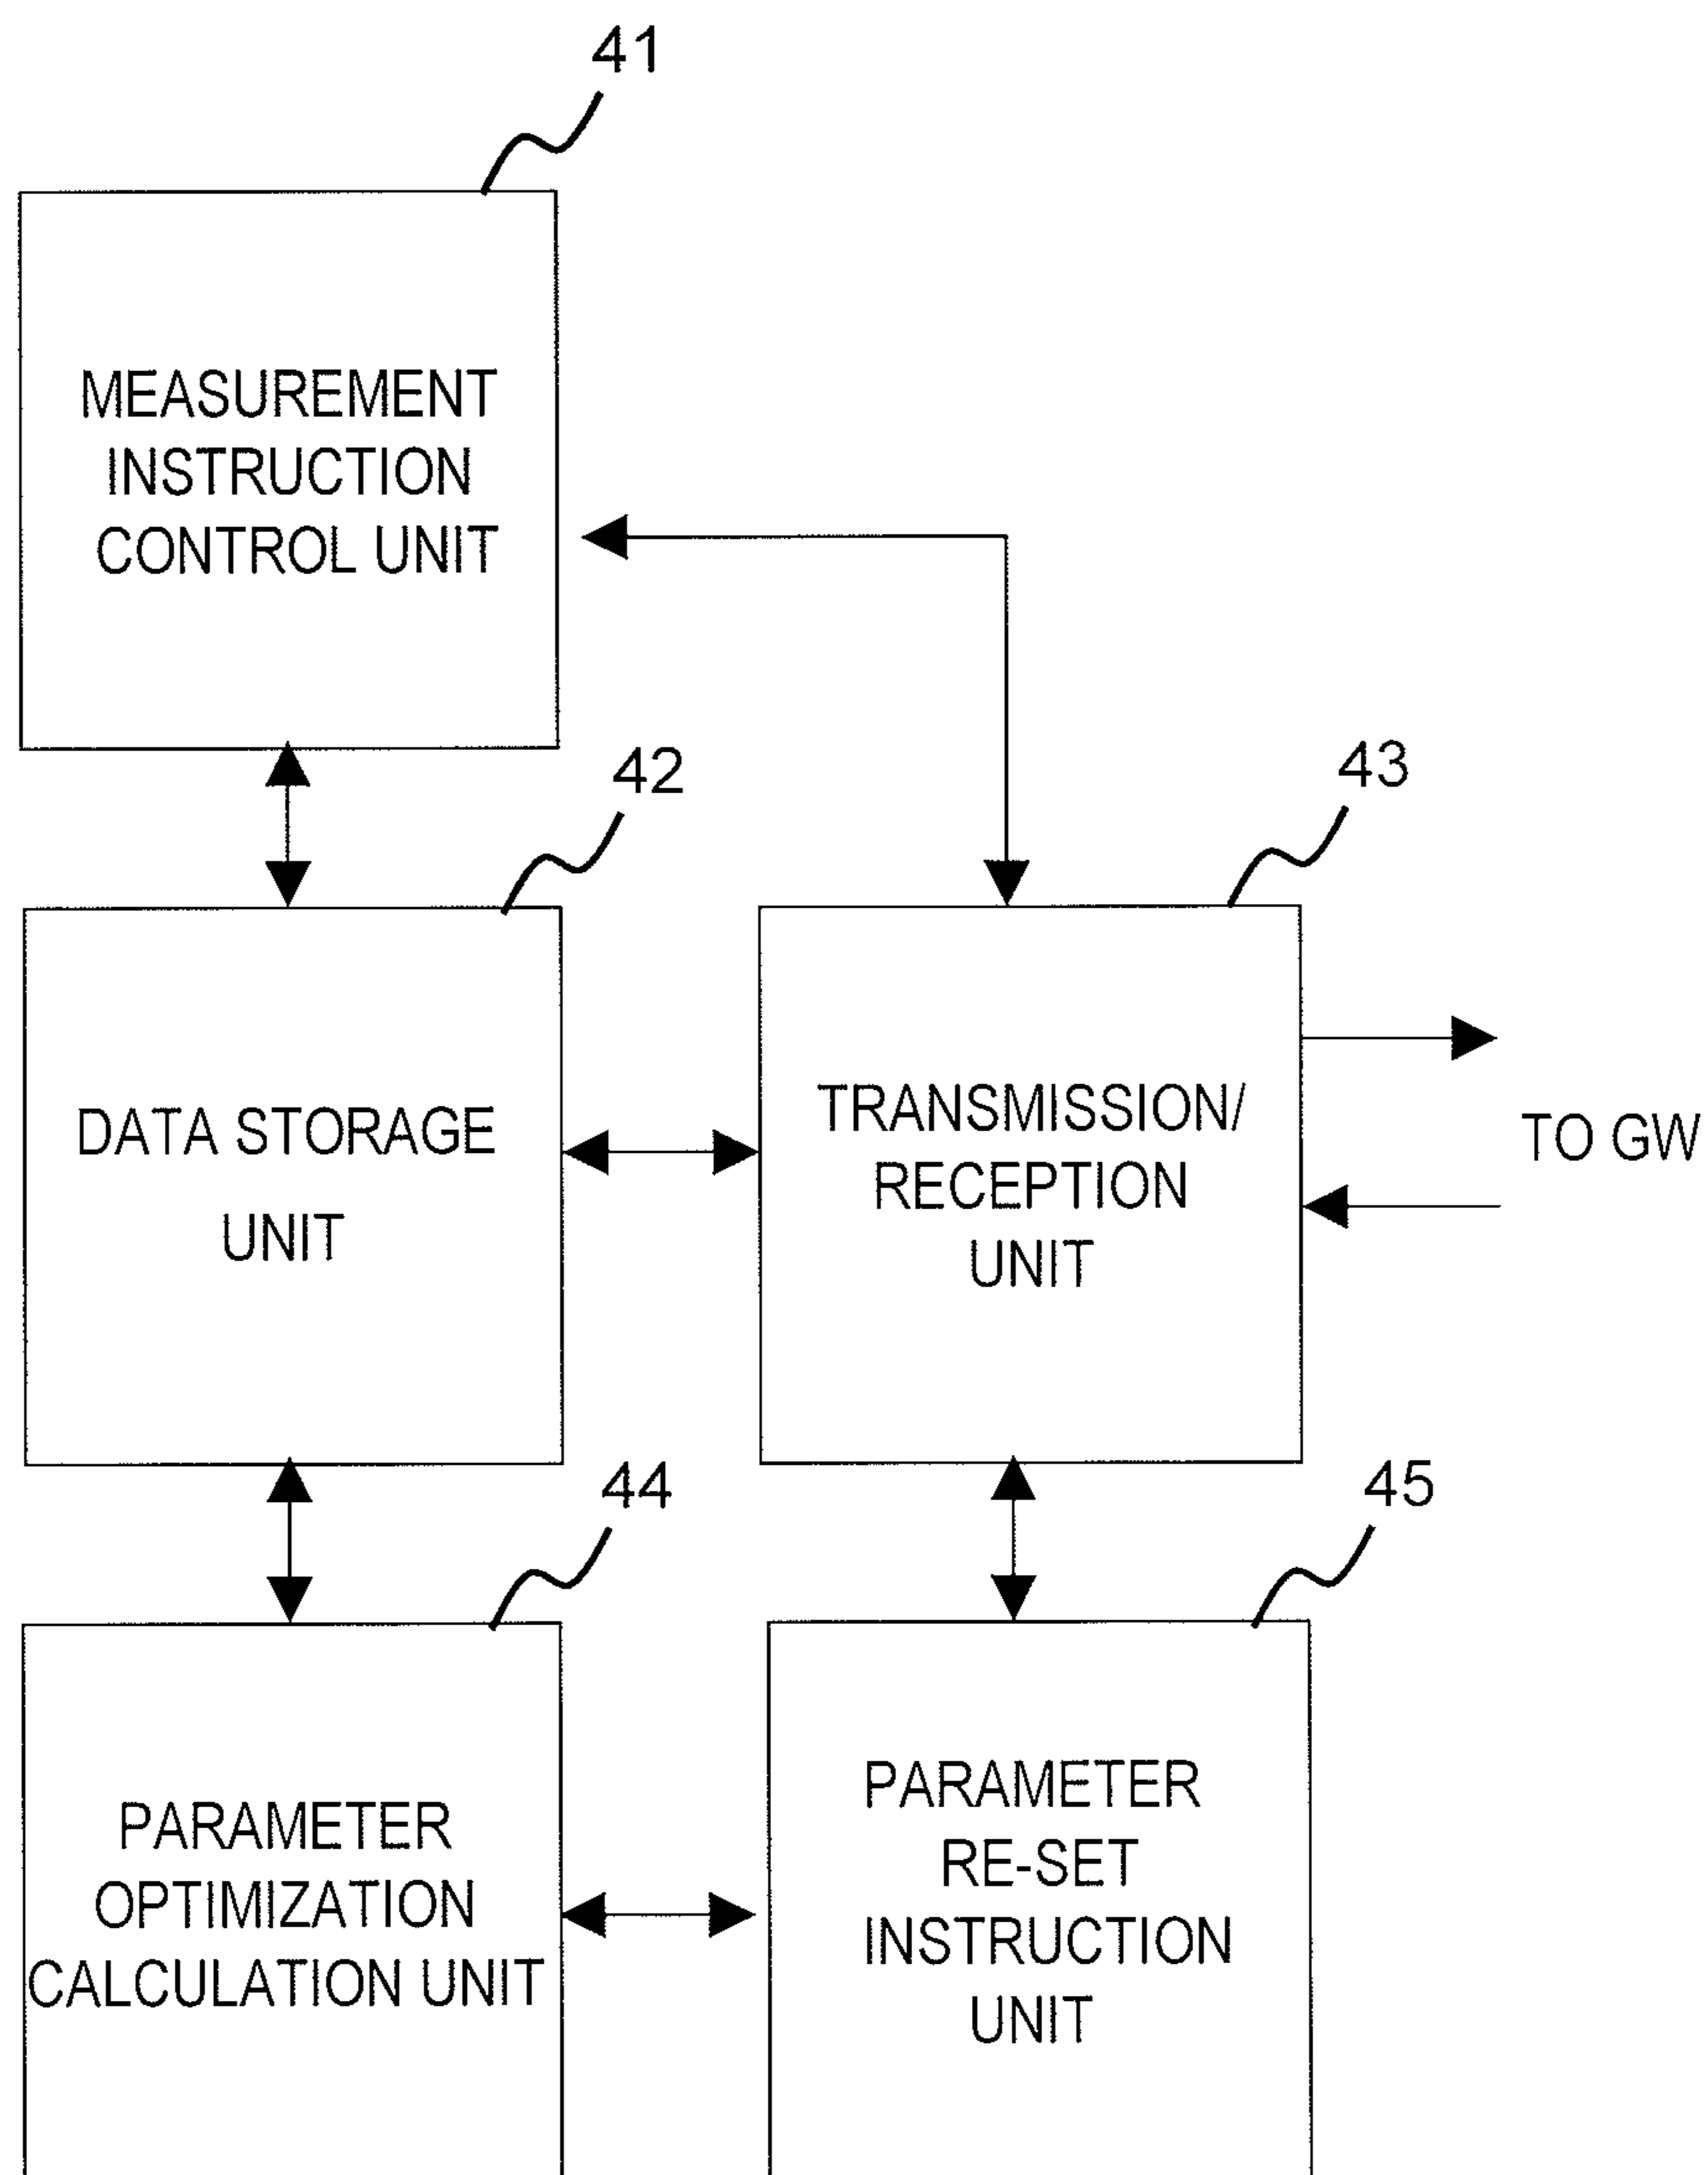 41
MEASUREMENT
INSTRUCTION
CONTROL UNIT
42
43
DATA STORAGE
UNIT
TRANSMISSION/
RECEPTION
UNIT
TO GW
44
45
PARAMETER
OPTIMIZATION
CALCULATION UNIT
PARAMETER
RE-SET
INSTRUCTION
UNIT